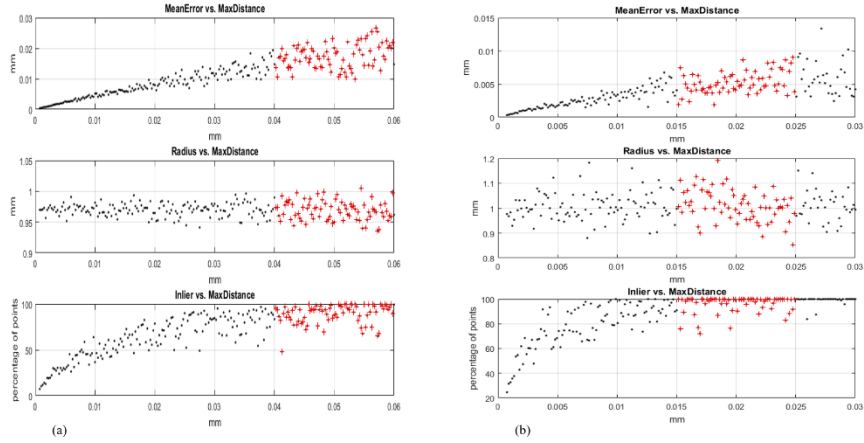 MeanError vs. MaxDistance
0.03
0.02
0.01
0
mm
0 0.01 0.02 0.03 0.04 0.05 0.06
mm
Radius vs. MaxDistance
1.05
1
0.95
0.9
mm
0 0.01 0.02 0.03 0.04 0.05 0.06
mm
Inlier vs. MaxDistance
100
50
0
percentage of points
0 0.01 0.02 0.03 0.04 0.05 0.06
mm
(a)
MeanError vs. MaxDistance
0.015
0.01
0.005
0
mm
0 0.005 0.01 0.015 0.02 0.025 0.03
mm
Radius vs. MaxDistance
1.2
1.1
1
0.9
0.8
mm
0 0.005 0.01 0.015 0.02 0.025 0.03
mm
Inlier vs. MaxDistance
100
80
60
40
20
percentage of points
0 0.005 0.01 0.015 0.02 0.025 0.03
mm
(b)